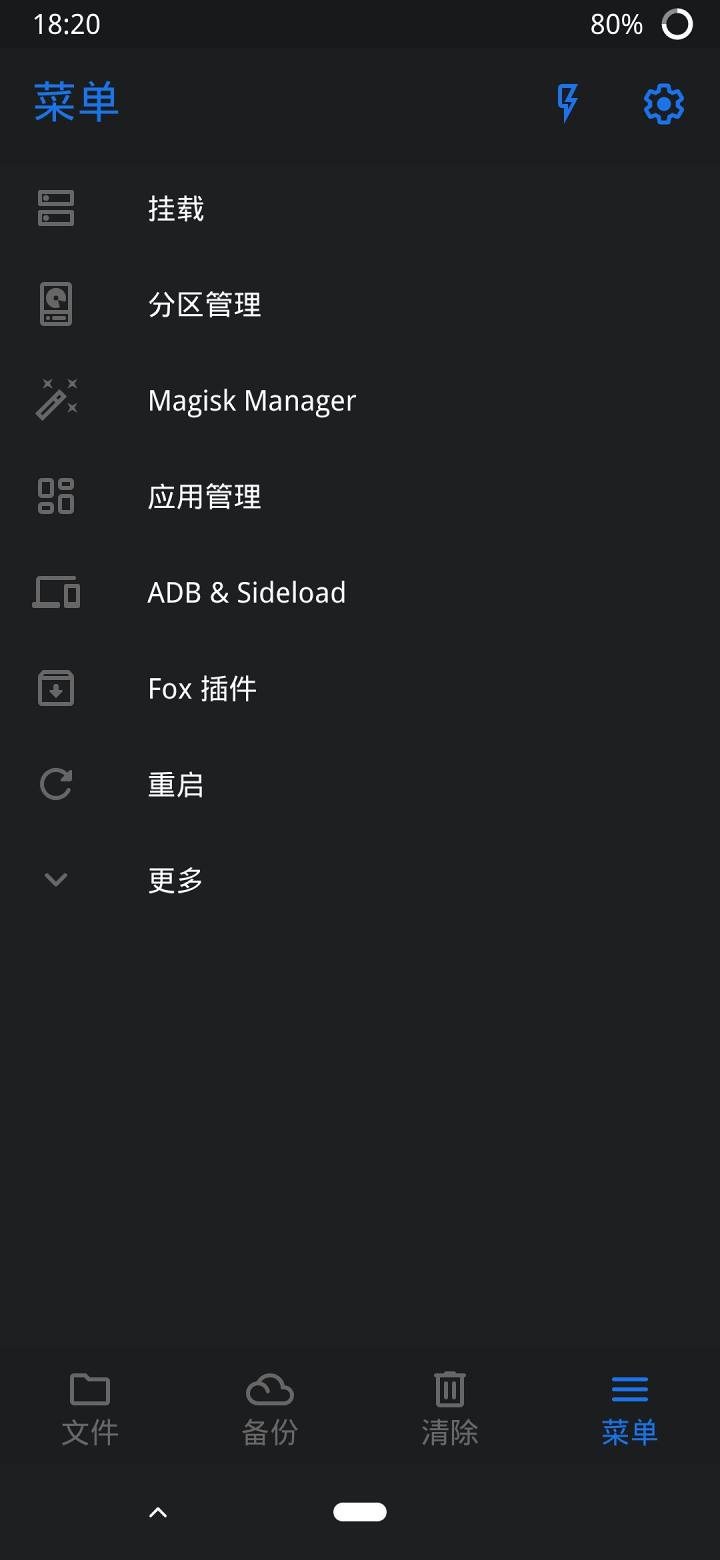 18:20 80%
菜单
挂载
分区管理
Magisk Manager
应用管理
ADB & Sideload
Fox 插件
重启
更多
文件 备份 清除 菜单